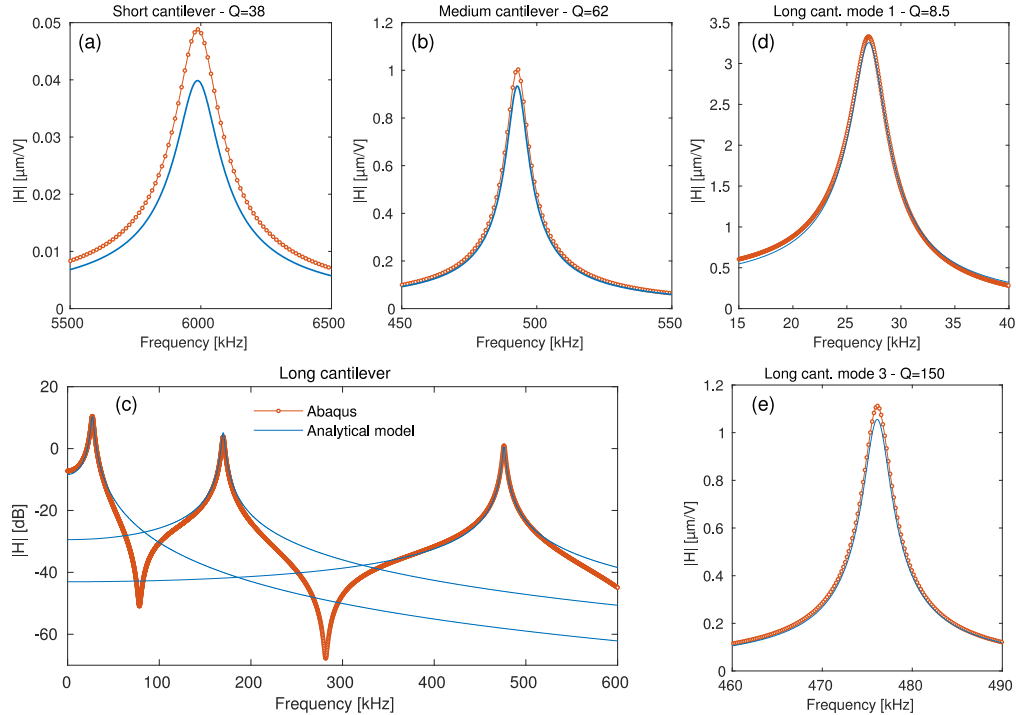 Short cantilever - Q=38
(a)
|H| [µm/V]
0.05
0.04
0.03
0.02
0.01
0
5500 6000 6500
Frequency [kHz]
Medium cantilever - Q=62
(b)
|H| [µm/V]
1.2
1
0.8
0.6
0.4
0.2
0
450 500 550
Frequency [kHz]
Long cant. mode 1 - Q=8.5
(d)
|H| [µm/V]
3.5
3
2.5
2
1.5
1
0.5
0
15 20 25 30 35 40
Frequency [kHz]
Long cantilever
(c)
Abaqus
Analytical model
|H| [dB]
20
0
-20
-40
-60
0 100 200 300 400 500 600
Frequency [kHz]
Long cant. mode 3 - Q=150
(e)
|H| [µm/V]
1.2
1
0.8
0.6
0.4
0.2
0
460 470 480 490
Frequency [kHz]